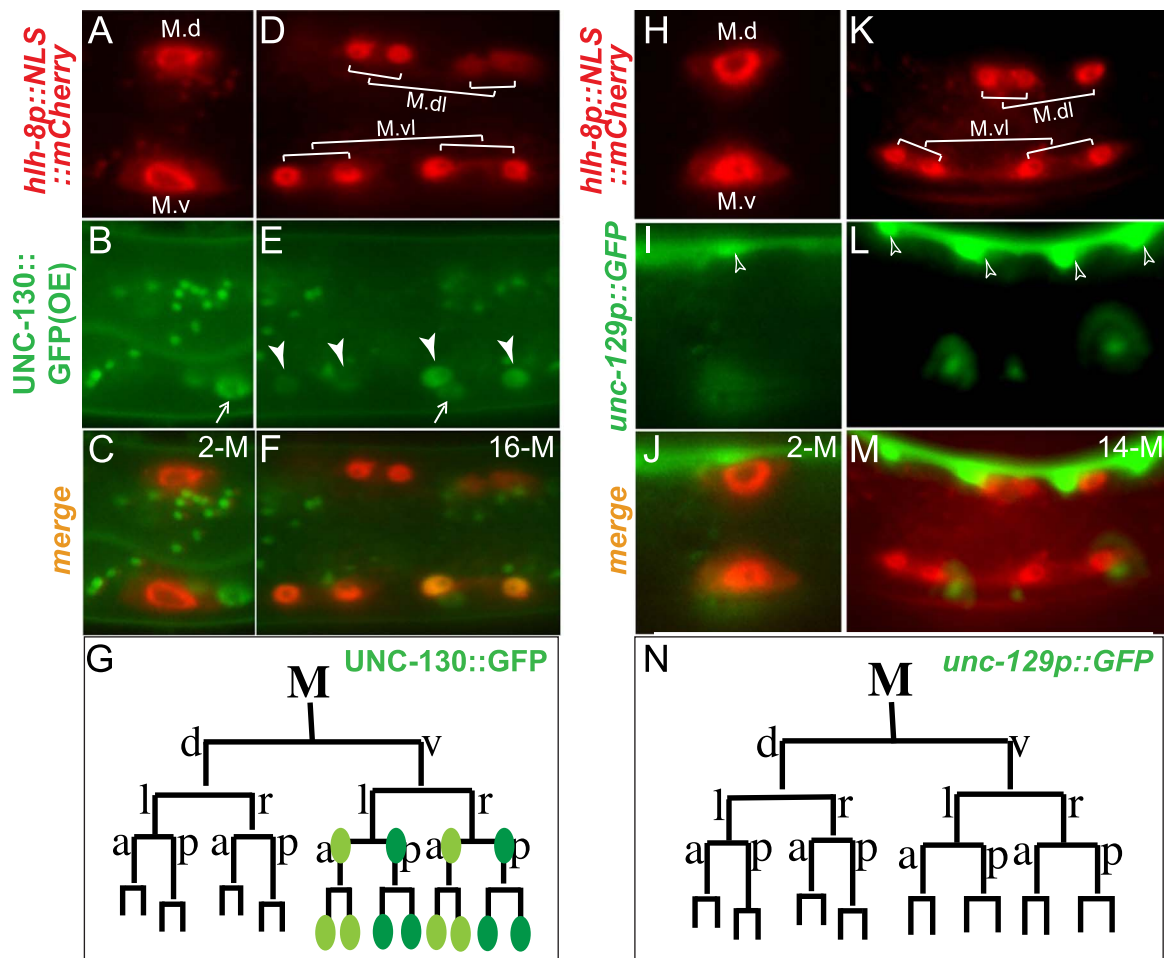 hlh-8p::NLS
::mCherry
A
M.d
M.v
D
M.dl
M.vl
UNC-130::
GFP(OE)
B
E
merge
C
2-M
F
16-M
G
UNC-130::GFP
M
d
v
l
r
l
r
a
p
a
p
a
p
a
p
hlh-8p::NLS
::mCherry
H
M.d
M.v
K
M.dl
M.vl
unc-129p::GFP
I
L
merge
J
2-M
M
14-M
N
unc-129p::GFP
M
d
v
l
r
l
r
a
p
a
p
a
p
a
p